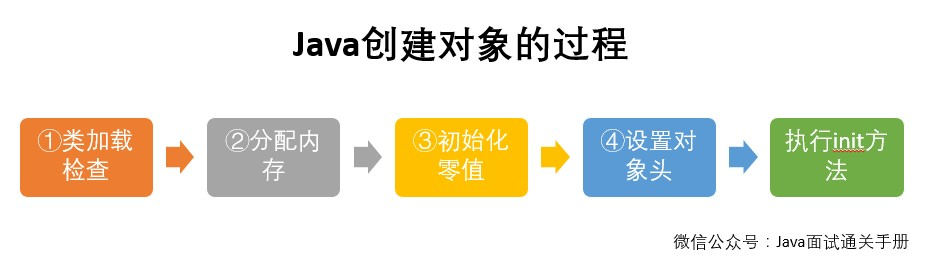 Java创建对象的过程
①类加载
检查
②分配内
存
③初始化
零值
④设置对
象头
执行init方
法
微信公众号：Java面试通关手册